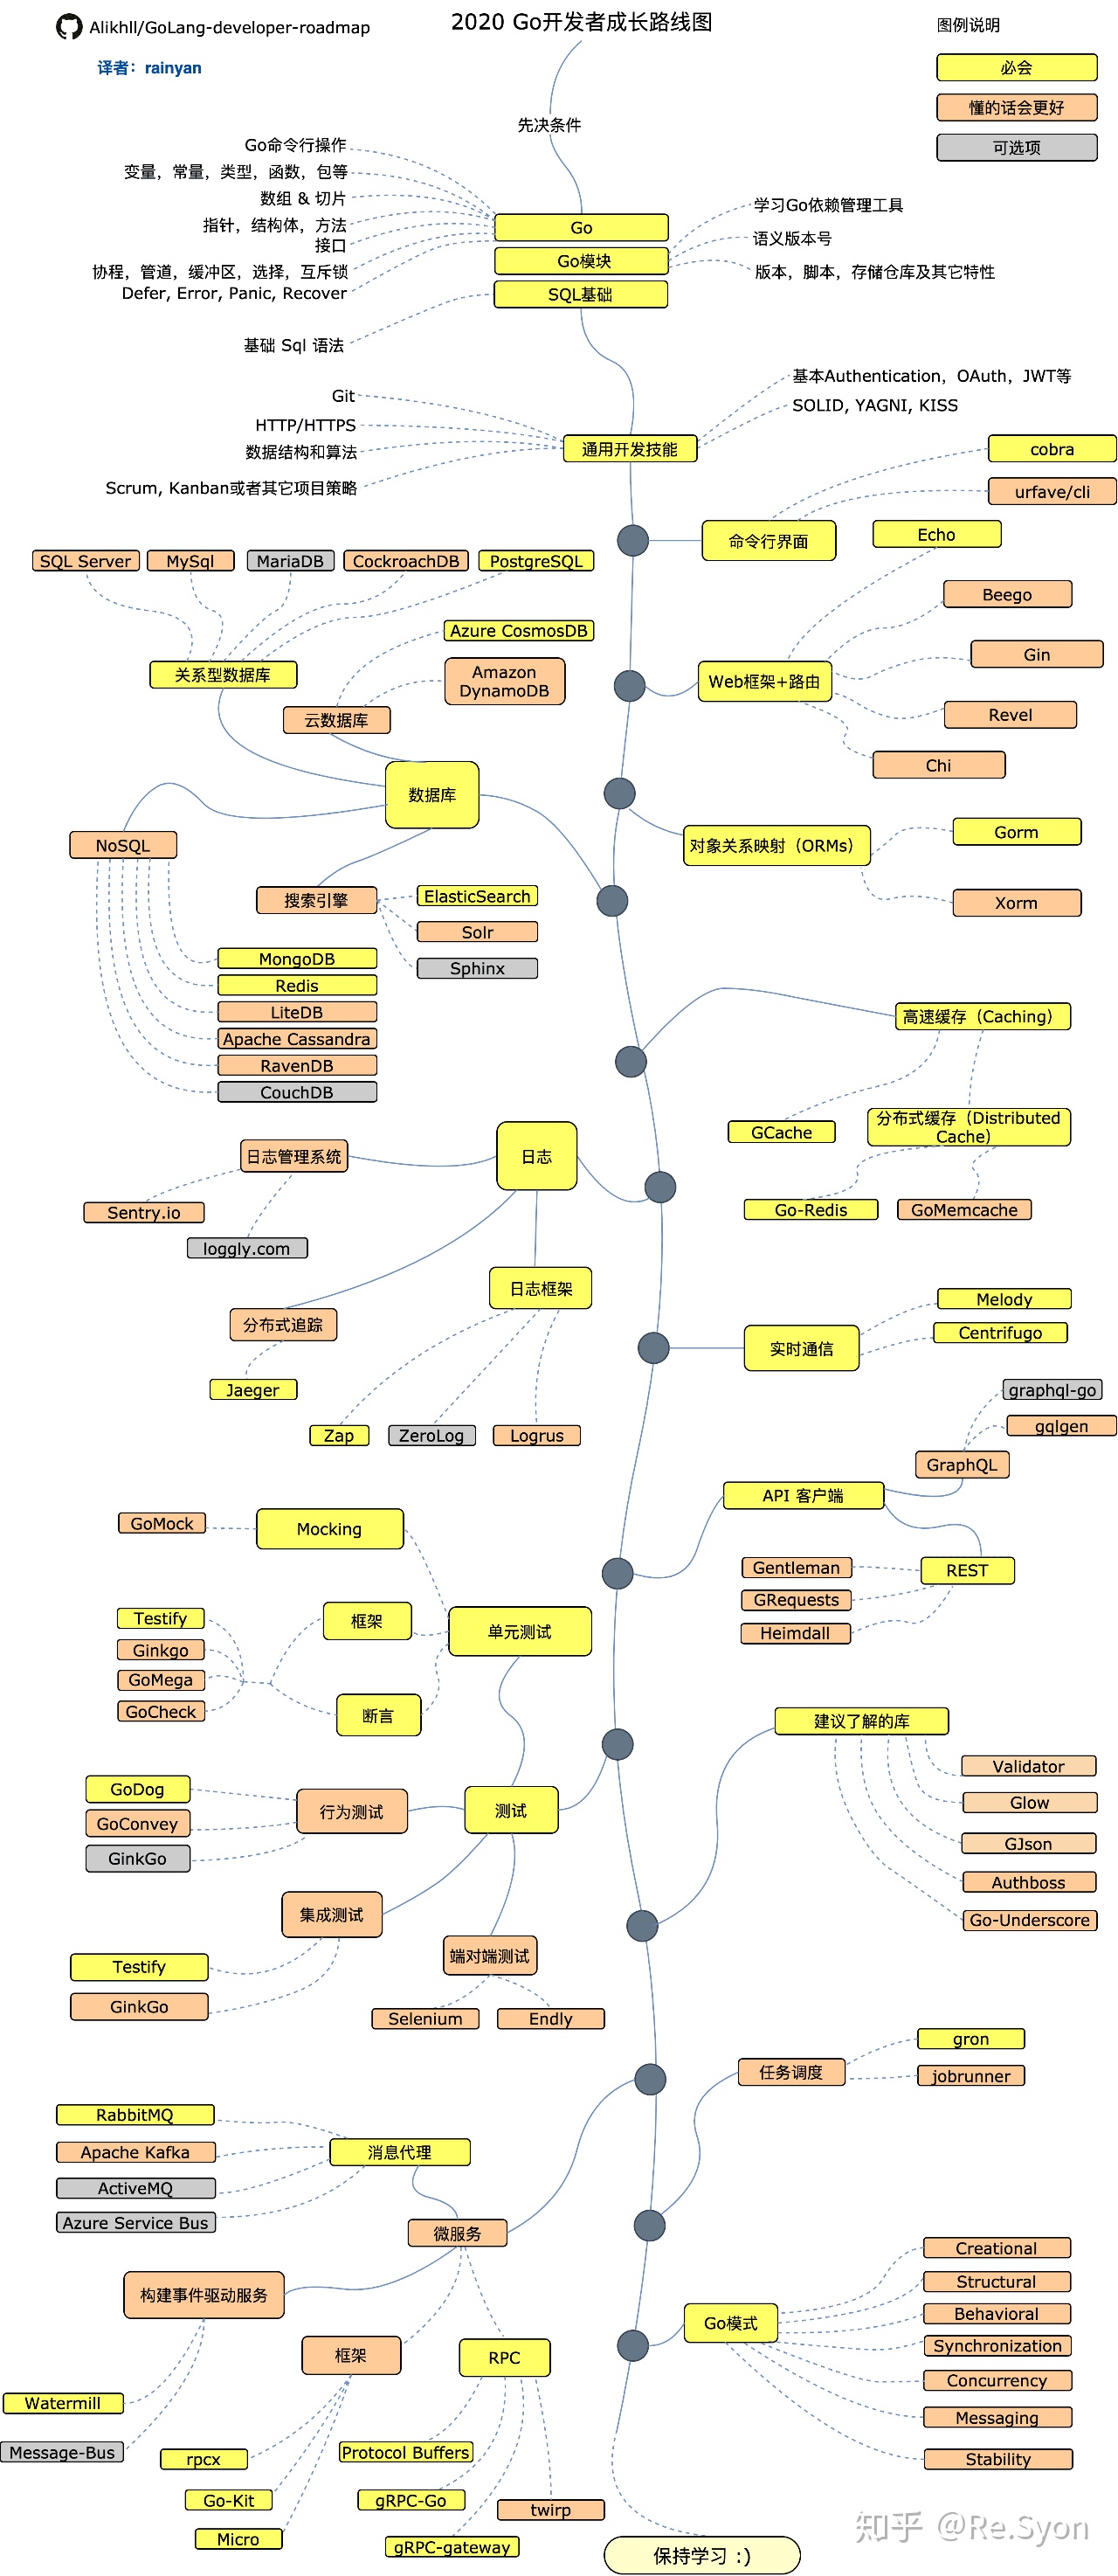 Alikhll/GoLang-developer-roadmap
译者：rainyan
2020 Go开发者成长路线图
图例说明
必会
懂的话会更好
可选项
先决条件
Go命令行操作
变量，常量，类型，函数，包等
数组 & 切片
指针，结构体，方法
接口
协程，管道，缓冲区，选择，互斥锁
Defer, Error, Panic, Recover
基础 Sql 语法
Go
Go模块
SQL基础
学习Go依赖管理工具
语义版本号
版本，脚本，存储仓库及其它特性
Git
HTTP/HTTPS
数据结构和算法
Scrum, Kanban或者其它项目策略
通用开发技能
基本Authentication，OAuth，JWT等
SOLID, YAGNI, KISS
cobra
urfave/cli
命令行界面
Echo
Beego
Gin
Revel
Chi
Web框架+路由
SQL Server
MySql
MariaDB
CockroachDB
PostgreSQL
关系型数据库
Azure CosmosDB
Amazon
DynamoDB
云数据库
数据库
对象关系映射（ORMs）
Gorm
Xorm
NoSQL
搜索引擎
ElasticSearch
Solr
Sphinx
MongoDB
Redis
LiteDB
Apache Cassandra
RavenDB
CouchDB
高速缓存（Caching）
GCache
分布式缓存（Distributed
Cache）
Go-Redis
GoMemcache
日志
日志管理系统
Sentry.io
loggly.com
日志框架
分布式追踪
Jaeger
Zap
ZeroLog
Logrus
实时通信
Melody
Centrifugo
graphql-go
gqlgen
GraphQL
API 客户端
REST
Gentleman
GRequests
Heimdall
GoMock
Mocking
Testify
Ginkgo
GoMega
GoCheck
框架
断言
单元测试
建议了解的库
Validator
Glow
GJson
Authboss
Go-Underscore
GoDog
GoConvey
GinkGo
行为测试
测试
集成测试
Testify
GinkGo
端对端测试
Selenium
Endly
任务调度
gron
jobrunner
RabbitMQ
Apache Kafka
ActiveMQ
Azure Service Bus
消息代理
微服务
构建事件驱动服务
Watermill
Message-Bus
框架
rpcx
Go-Kit
Micro
RPC
Protocol Buffers
gRPC-Go
gRPC-gateway
twirp
Go模式
Creational
Structural
Behavioral
Synchronization
Concurrency
Messaging
Stability
保持学习 :)
知乎 @Re.Syon